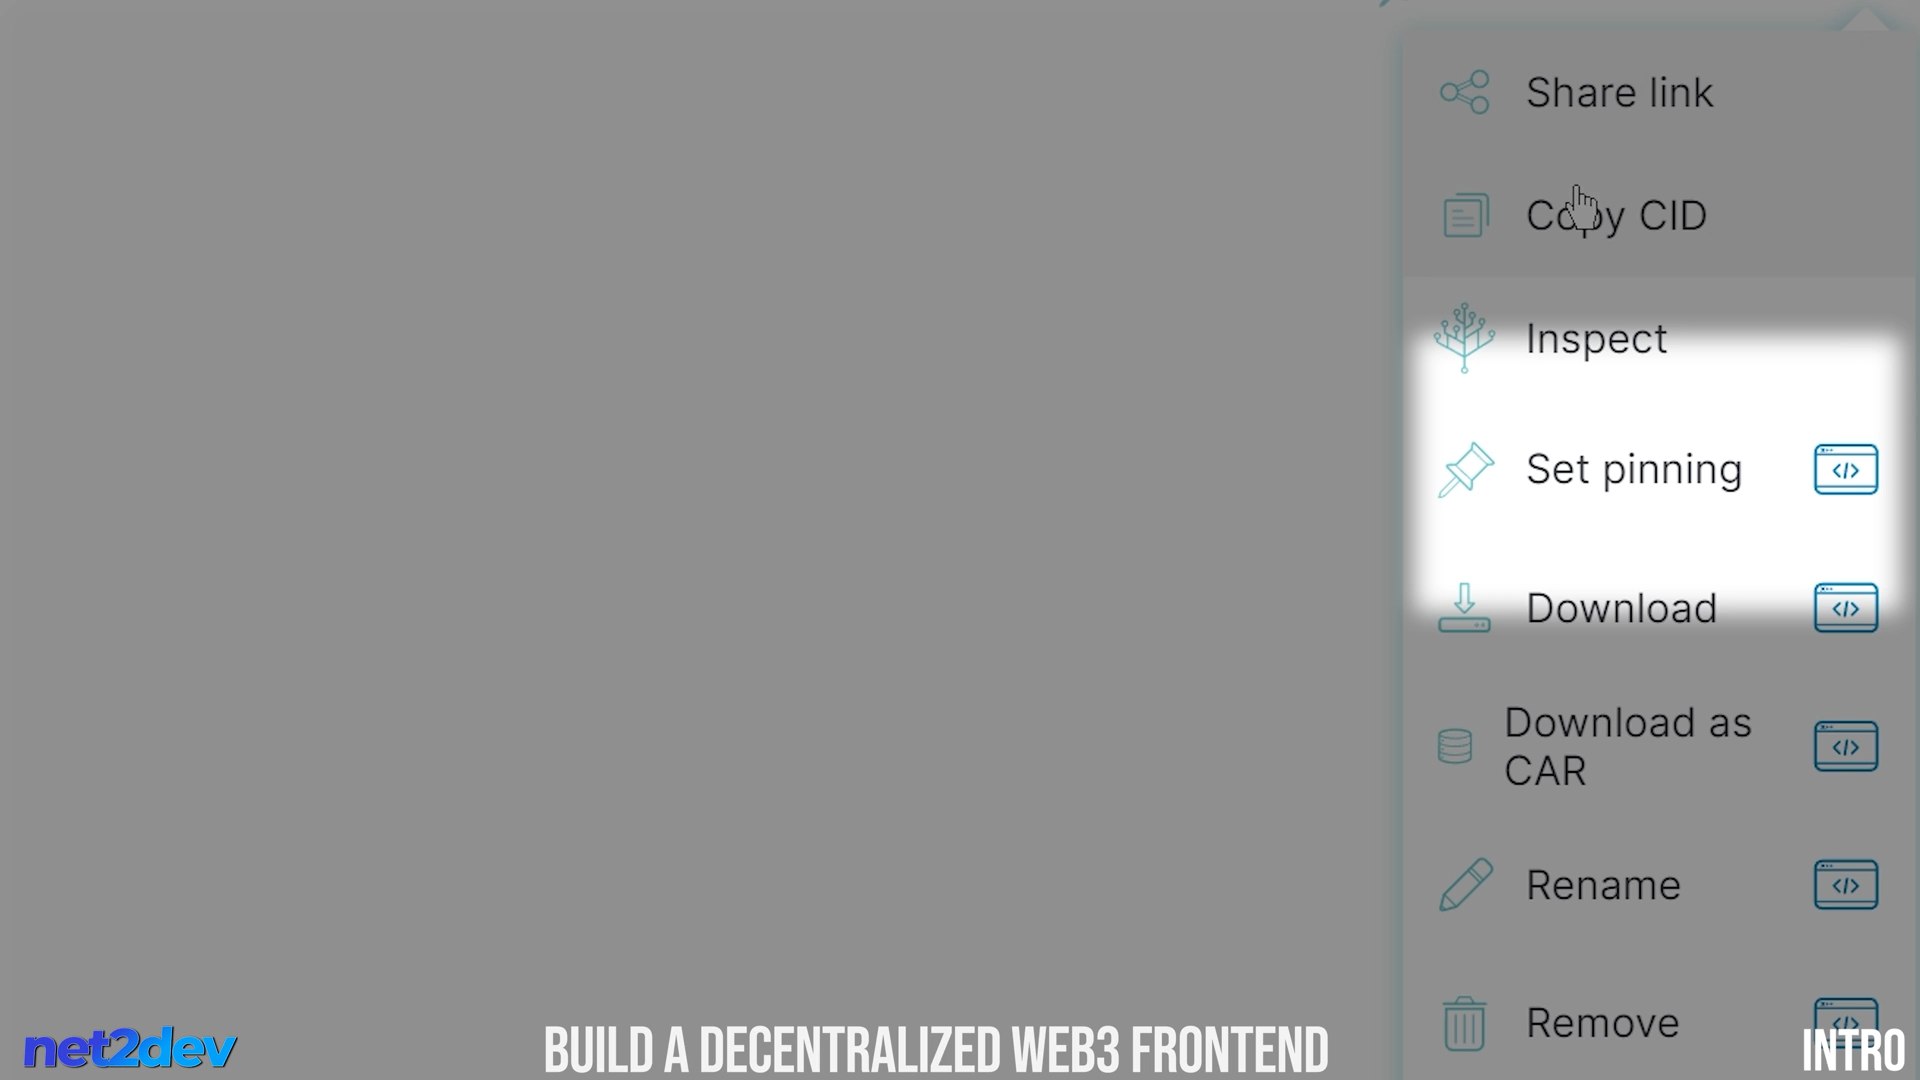 Share link
Copy CID
Inspect
Set pinning
Download
Download as
CAR
Rename
Remove
net2dev
BUILD A DECENTRALIZED WEB3 FRONTEND
INTRO